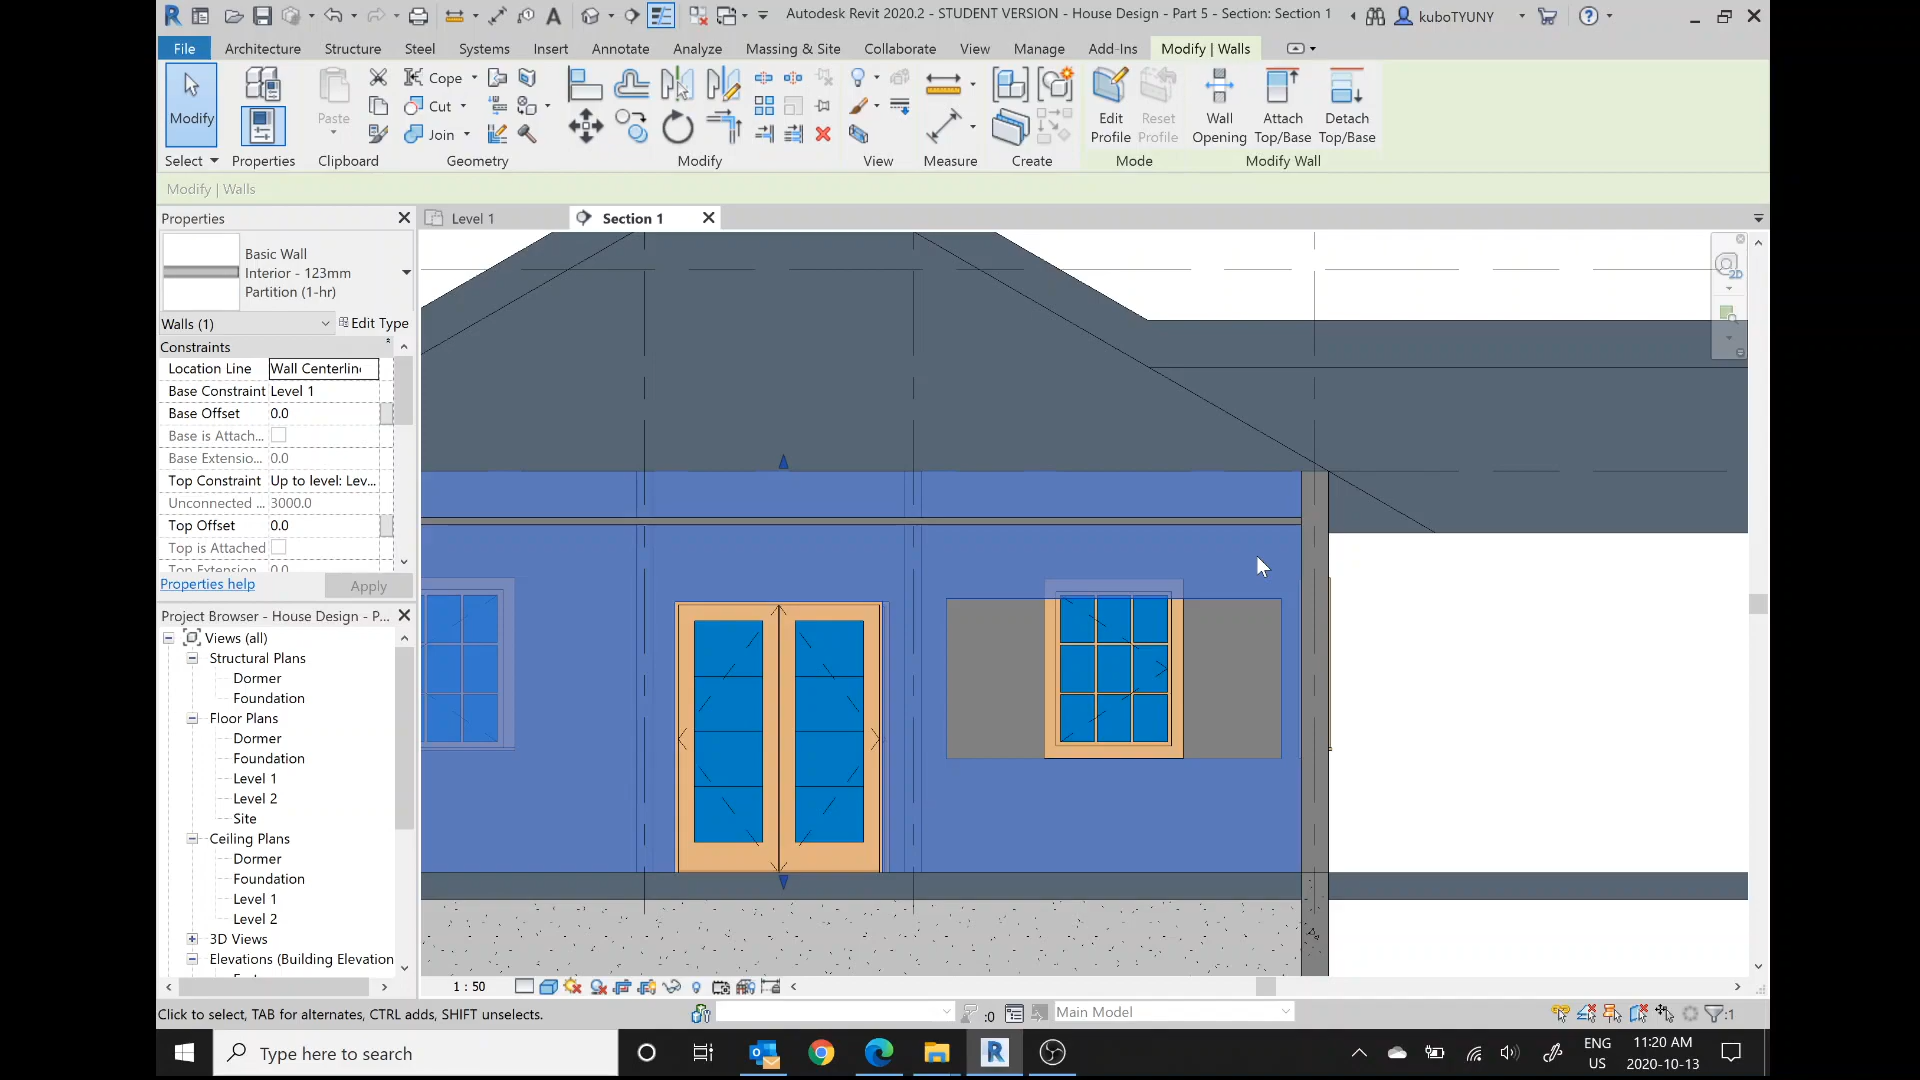 Autodesk Revit 2020.2 - STUDENT VERSION - House Design - Part 5 - Section: Section 1
kuboTYUNY
File Architecture Structure Steel Systems Insert Annotate Analyze Massing & Site Collaborate View Manage Add-Ins Modify | Walls
Modify
Paste
Cope
Cut
Join
Edit Profile
Reset Profile
Wall Opening
Attach Top/Base
Detach Top/Base
Select Properties Clipboard Geometry Modify View Measure Create Mode Modify Wall
Modify | Walls
Properties
Level 1
Section 1
Basic Wall
Interior - 123mm
Partition (1-hr)
Walls (1)
Edit Type
Constraints
Location Line Wall Centerlin
Base Constraint Level 1
Base Offset 0.0
Base is Attach...
Base Extensio... 0.0
Top Constraint Up to level: Lev...
Unconnected ... 3000.0
Top Offset 0.0
Top is Attached
Top Extension 0.0
Properties help
Apply
Project Browser - House Design - P...
Views (all)
Structural Plans
Dormer
Foundation
Floor Plans
Dormer
Foundation
Level 1
Level 2
Site
Ceiling Plans
Dormer
Foundation
Level 1
Level 2
3D Views
Elevations (Building Elevation
2D
1 : 50
Click to select, TAB for alternates, CTRL adds, SHIFT unselects.
:0
Main Model
:1
Type here to search
ENG
US
11:20 AM
2020-10-13